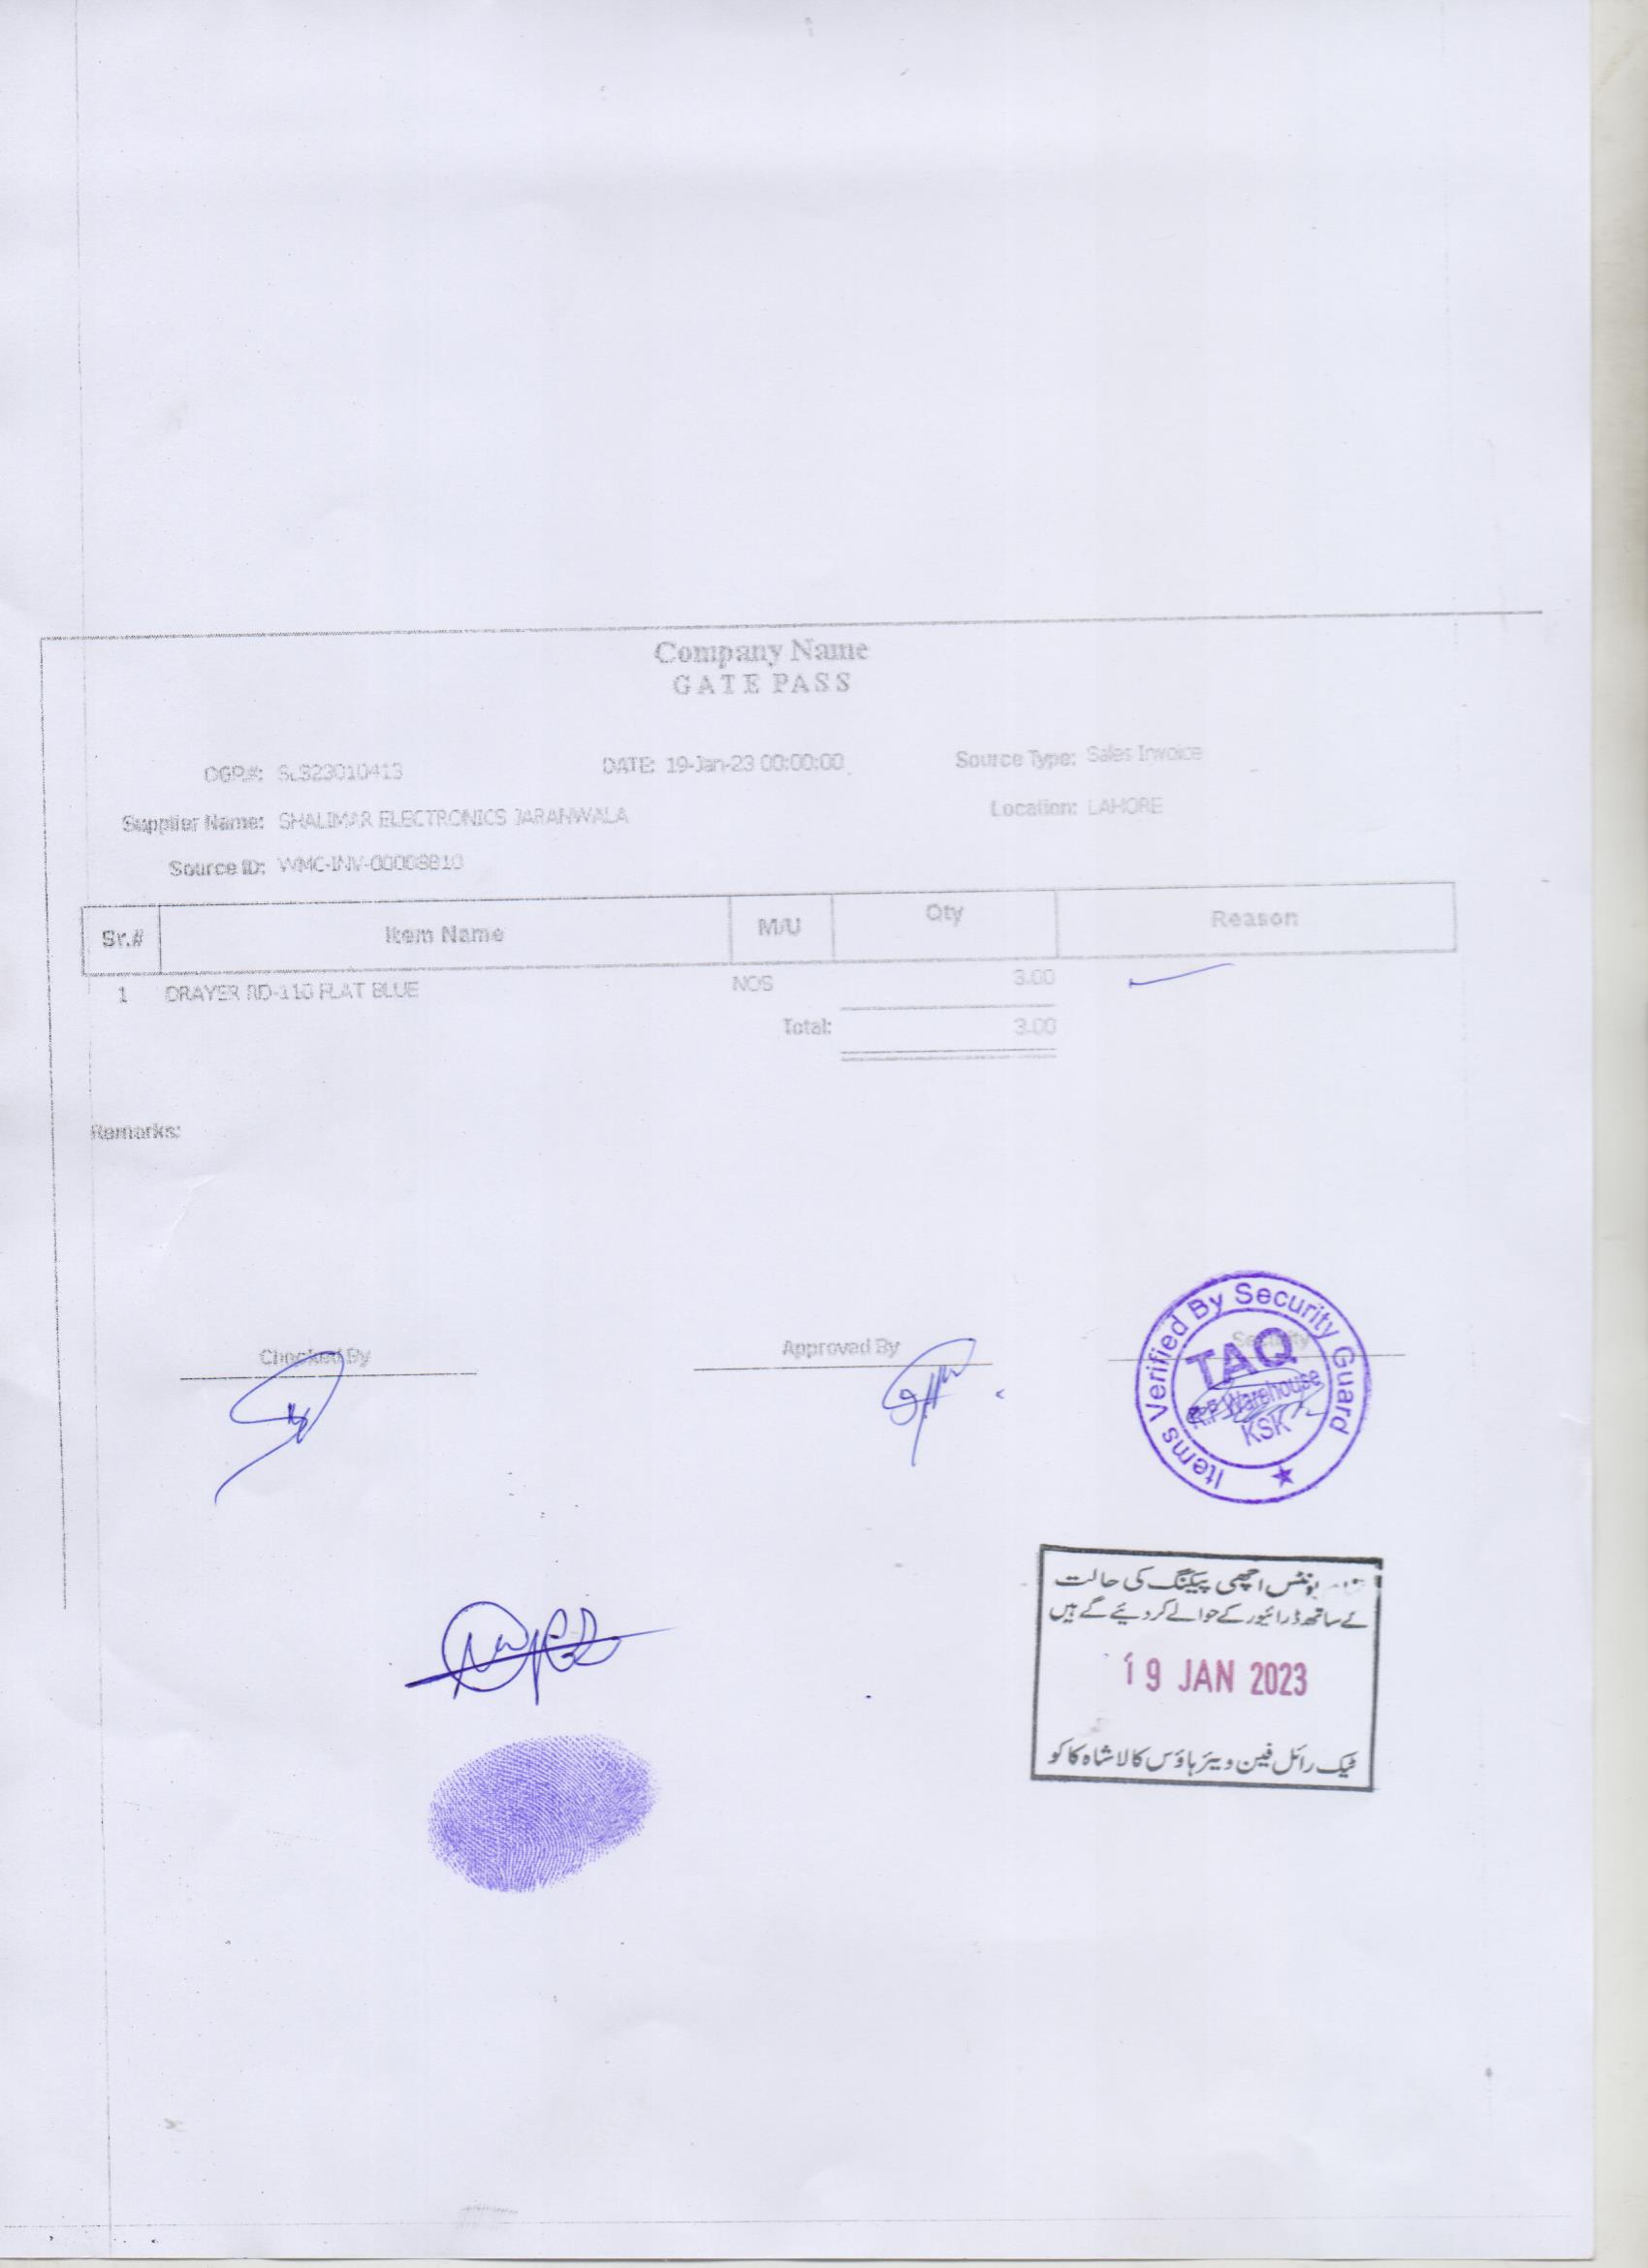 Company Name
GATE PASS
OGP#: SLS23010413 DATE: 19-Jan-23 00:00:00 Source Type: Sales Invoice
Supplier Name: SHALIMAR ELECTRONICS JARANWALA Location: LAHORE
Source ID: WMC-INV-00008810
Sr.# Item Name M/U Qty Reason
1 DRAYER RD-110 FLAT BLUE NOS 3.00
Total: 3.00
Remarks:
Checked By Approved By Security
Items Verified By Security Guard
TAQ
R.F Warehouse
KSK
یونٹس اچھی پیکنگ کی حالت
کے ساتھ ڈرائیور کے حوالے کر دیئے گے ہیں
19 JAN 2023
ٹیک رائل فین ویئر ہاؤس کالا شاہ کاکو